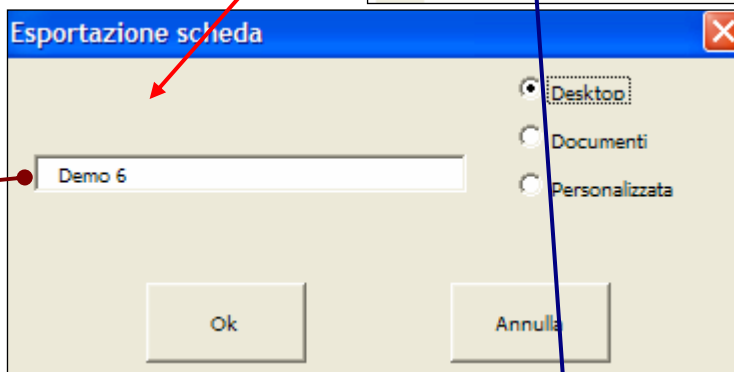 Esportazione scheda
Desktop
Documenti
Demo 6
Personalizzata
Ok
Annulla